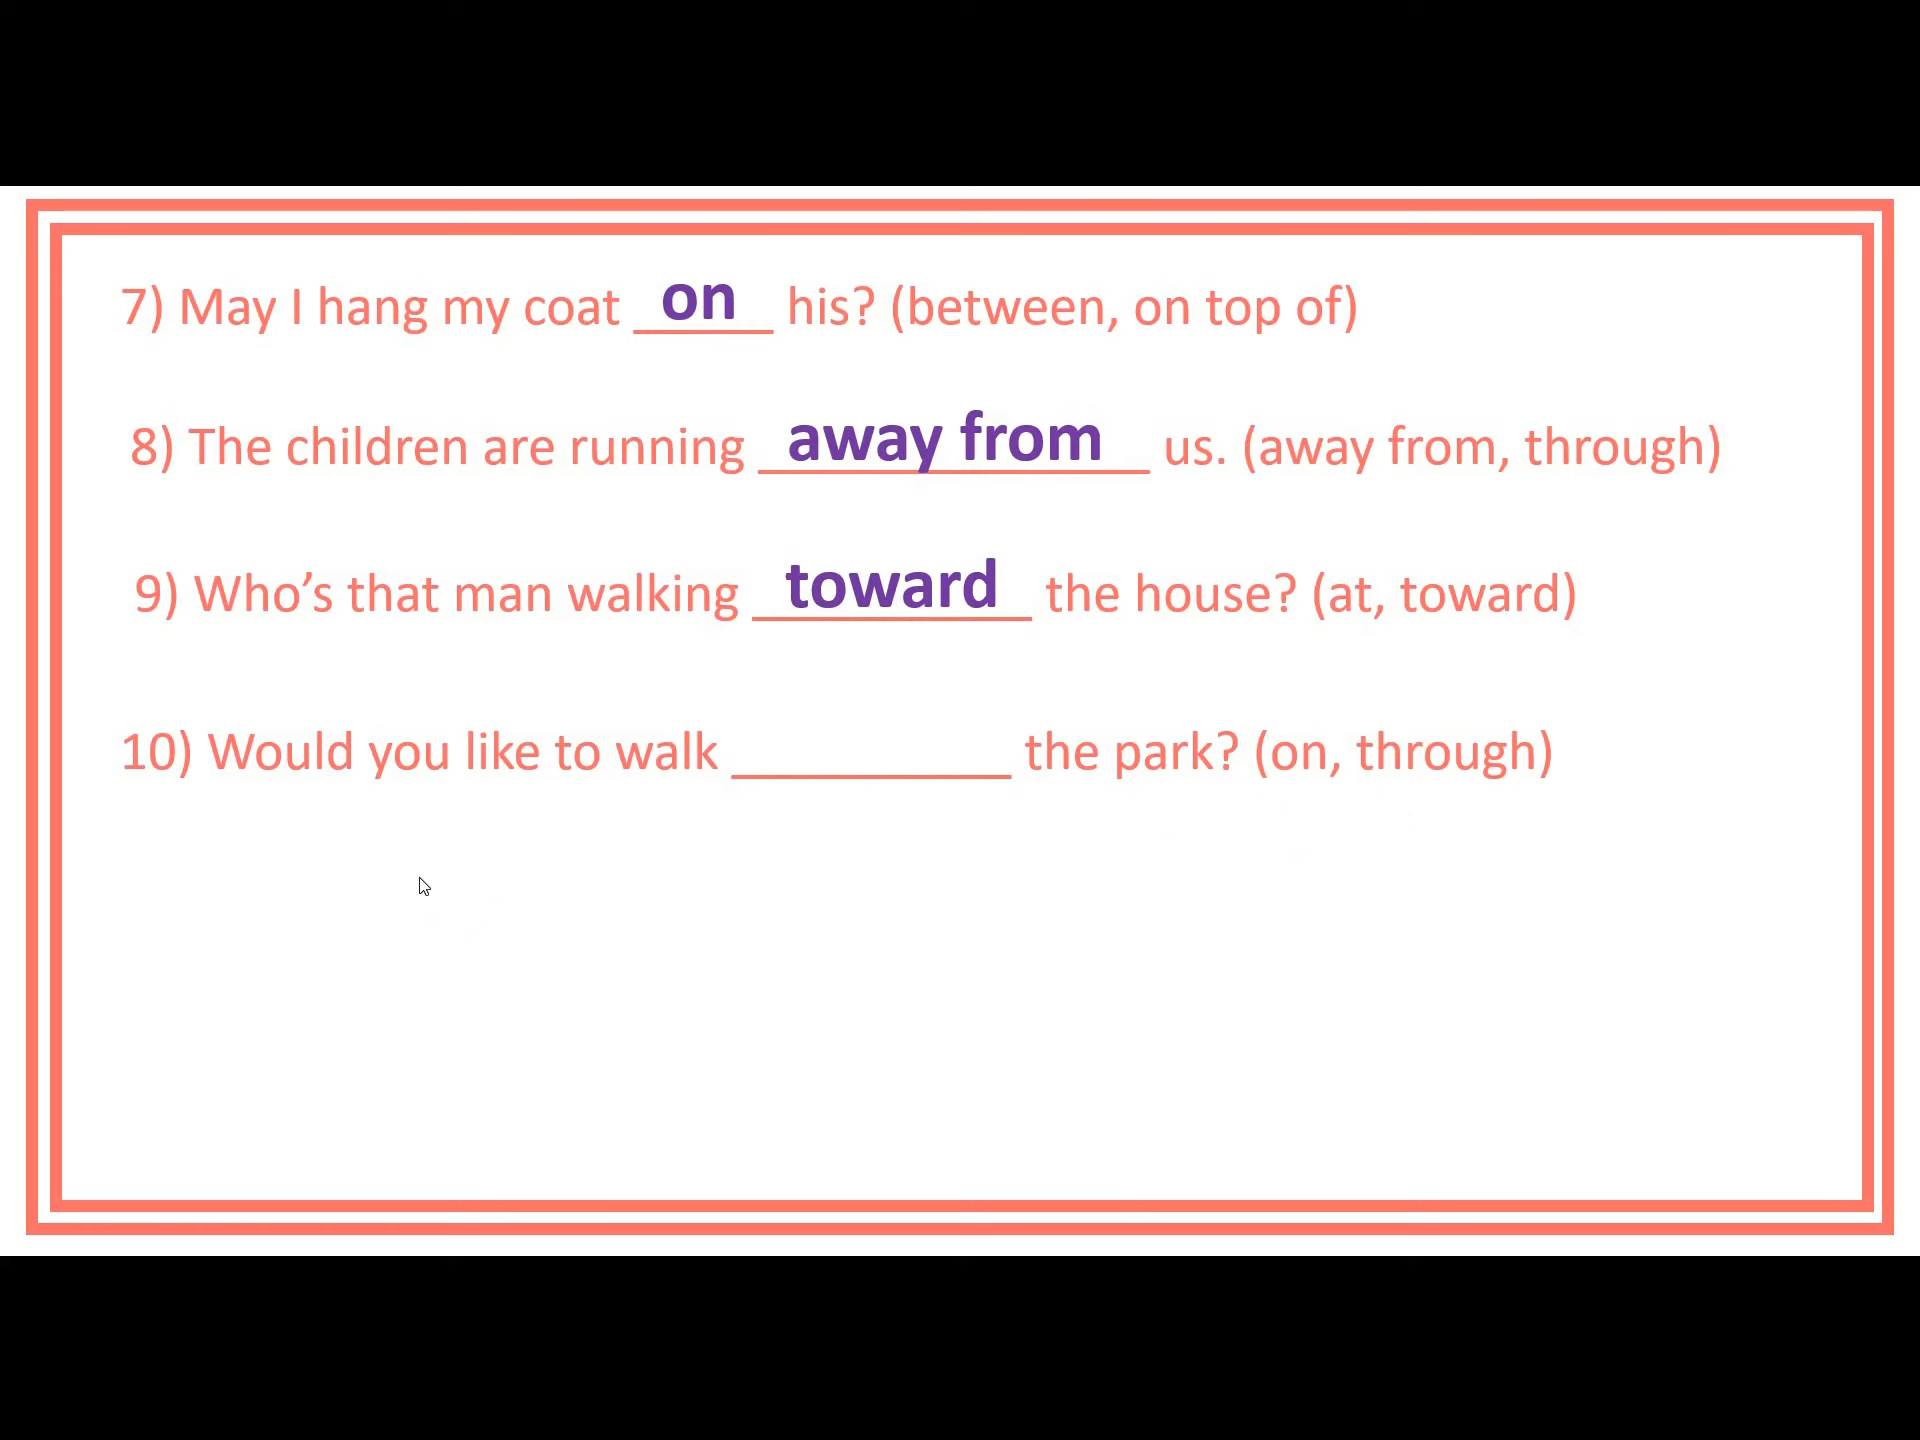 7) May I hang my coat on his? (between, on top of)
8) The children are running away from us. (away from, through)
9) Who’s that man walking toward the house? (at, toward)
10) Would you like to walk __________ the park? (on, through)